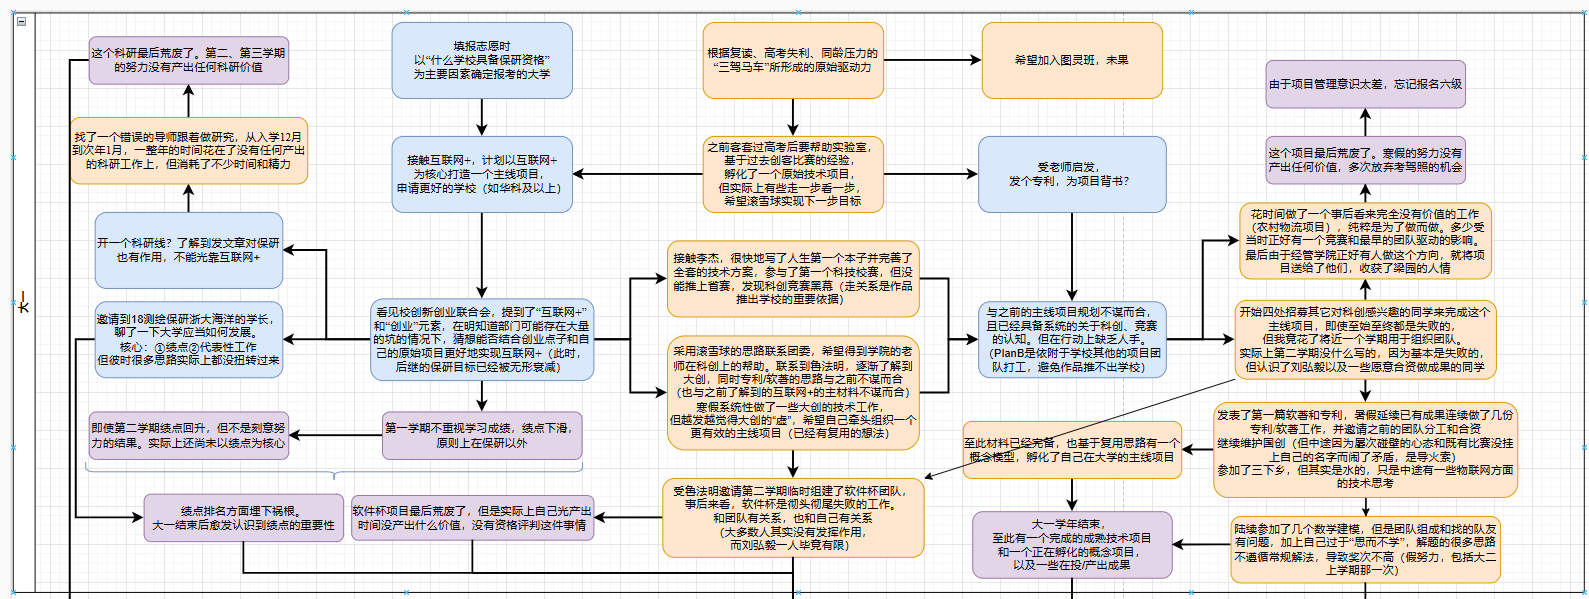 大一
这个科研最后荒废了。第二、第三学期
的努力没有产出任何科研价值
找了一个错误的导师跟着做研究，从入学12月
到次年1月，一整年的时间花在了没有任何产出
的科研工作上，但消耗了不少时间和精力
开一个科研线？了解到发文章对保研
也有作用，不能光靠互联网+
邀请到18测绘保研浙大海洋的学长，
聊了一下大学应当如何发展。
核心：①绩点②代表性工作
但彼时很多思路实际上都没扭转过来
即使第二学期绩点回升，但不是刻意努
力的结果。实际上还尚未以绩点为核心
绩点排名方面埋下祸根。
大一结束后愈发认识到绩点的重要性
填报志愿时
以“什么学校具备保研资格”
为主要因素确定报考的大学
接触互联网+，计划以互联网+
为核心打造一个主线项目，
申请更好的学校（如华科及以上）
看见校创新创业联合会，提到了“互联网+”
和“创业”元素，在明知道部门可能存在大量
的坑的情况下，猜想能否结合创业点子和自
己的原始项目更好地实现互联网+（此时，
后继的保研目标已经被无形衰减）
第一学期不重视学习成绩，绩点下滑，
原则上在保研以外
软件杯项目最后荒废了，但是实际上自己光产出
时间没产出什么价值，没有资格评判这件事情
根据复读、高考失利、同龄压力的
“三驾马车”所形成的原始驱动力
之前客套过高考后要帮助实验室，
基于过去创客比赛的经验，
孵化了一个原始技术项目，
但实际上有些走一步看一步，
希望滚雪球实现下一步目标
接触李杰，很快地写了人生第一个本子并完善了
全套的技术方案，参与了第一个科技校赛，但没
能推上省赛，发现科创竞赛黑幕（走关系是作品
推出学校的重要依据）
采用滚雪球的思路联系团委，希望得到学院的老
师在科创上的帮助。联系到鲁法明，逐渐了解到
大创，同时专利/软著的思路与之前不谋而合
（也与之前了解到的互联网+的主材料不谋而合）
寒假系统性做了一些大创的技术工作，
但越发越觉得大创的“虚”，希望自己牵头组织一个
更有效的主线项目（已经有复用的想法）
受鲁法明邀请第二学期临时组建了软件杯团队，
事后来看，软件杯是彻头彻尾失败的工作。
和团队有关系，也和自己有关系
（大多数人其实没有发挥作用，
而刘弘毅一人毕竟有限）
希望加入图灵班，未果
受老师启发，
发个专利，为项目背书？
与之前的主线项目规划不谋而合，
且已经具备系统的关于科创、竞赛
的认知。但在行动上缺乏人手。
（PlanB是依附于学校其他的项目团
队打工，避免作品推不出学校）
至此材料已经完备，也基于复用思路有一个
概念模型，孵化了自己在大学的主线项目
大一学年结束，
至此有一个完成的成熟技术项目
和一个正在孵化的概念项目，
以及一些在投/产出成果
由于项目管理意识太差，忘记报名六级
这个项目最后荒废了。寒假的努力没有
产出任何价值，多次放弃考驾照的机会
花时间做了一个事后看来完全没有价值的工作
（农村物流项目），纯粹是为了做而做。多少受
当时正好有一个竞赛和最早的团队驱动的影响。
最后由于经管学院正好有人做这个方向，就将项
目送给了他们，收获了梁园的人情
开始四处招募其它对科创感兴趣的同学来完成这个
主线项目，即使至始至终都是失败的，
但我竟花了将近一个学期用于组织团队。
实际上第二学期没什么写的，因为基本是失败的，
但认识了刘弘毅以及一些愿意合资做成果的同学
发表了第一篇软著和专利，暑假延续已有成果连续做了几份
专利/软著工作，并邀请之前的团队分工和合资
继续维护国创（但中途因为屡次碰壁的心态和既有比赛没挂
上自己的名字而闹了矛盾，是导火索）
参加了三下乡，但其实是水的，只是中途有一些物联网方面
的技术思考
陆续参加了几个数学建模，但是团队组成和找的队友
有问题，加上自己过于“思而不学”，解题的很多思路
不遵循常规解法，导致奖次不高（假努力，包括大二
上学期那一次）